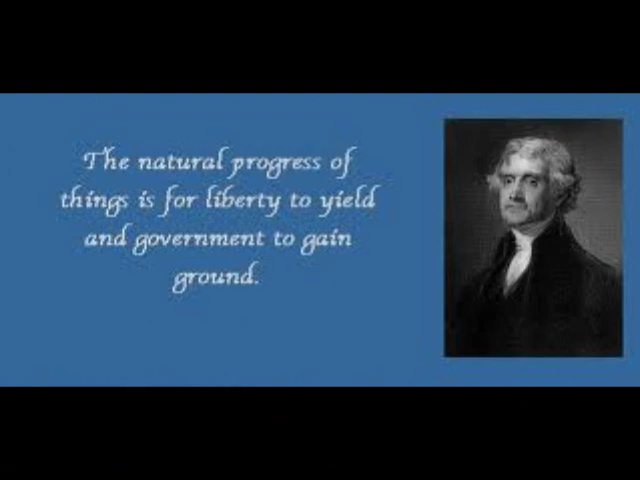 The natural progress of
things is for liberty to yield
and government to gain
ground.